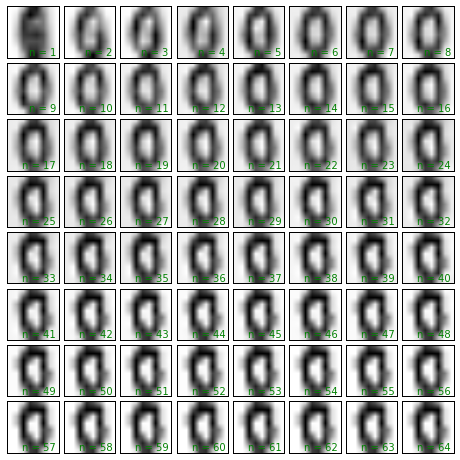 n = 1 n = 2 n = 3 n = 4 n = 5 n = 6 n = 7 n = 8
n = 9 n = 10 n = 11 n = 12 n = 13 n = 14 n = 15 n = 16
n = 17 n = 18 n = 19 n = 20 n = 21 n = 22 n = 23 n = 24
n = 25 n = 26 n = 27 n = 28 n = 29 n = 30 n = 31 n = 32
n = 33 n = 34 n = 35 n = 36 n = 37 n = 38 n = 39 n = 40
n = 41 n = 42 n = 43 n = 44 n = 45 n = 46 n = 47 n = 48
n = 49 n = 50 n = 51 n = 52 n = 53 n = 54 n = 55 n = 56
n = 57 n = 58 n = 59 n = 60 n = 61 n = 62 n = 63 n = 64